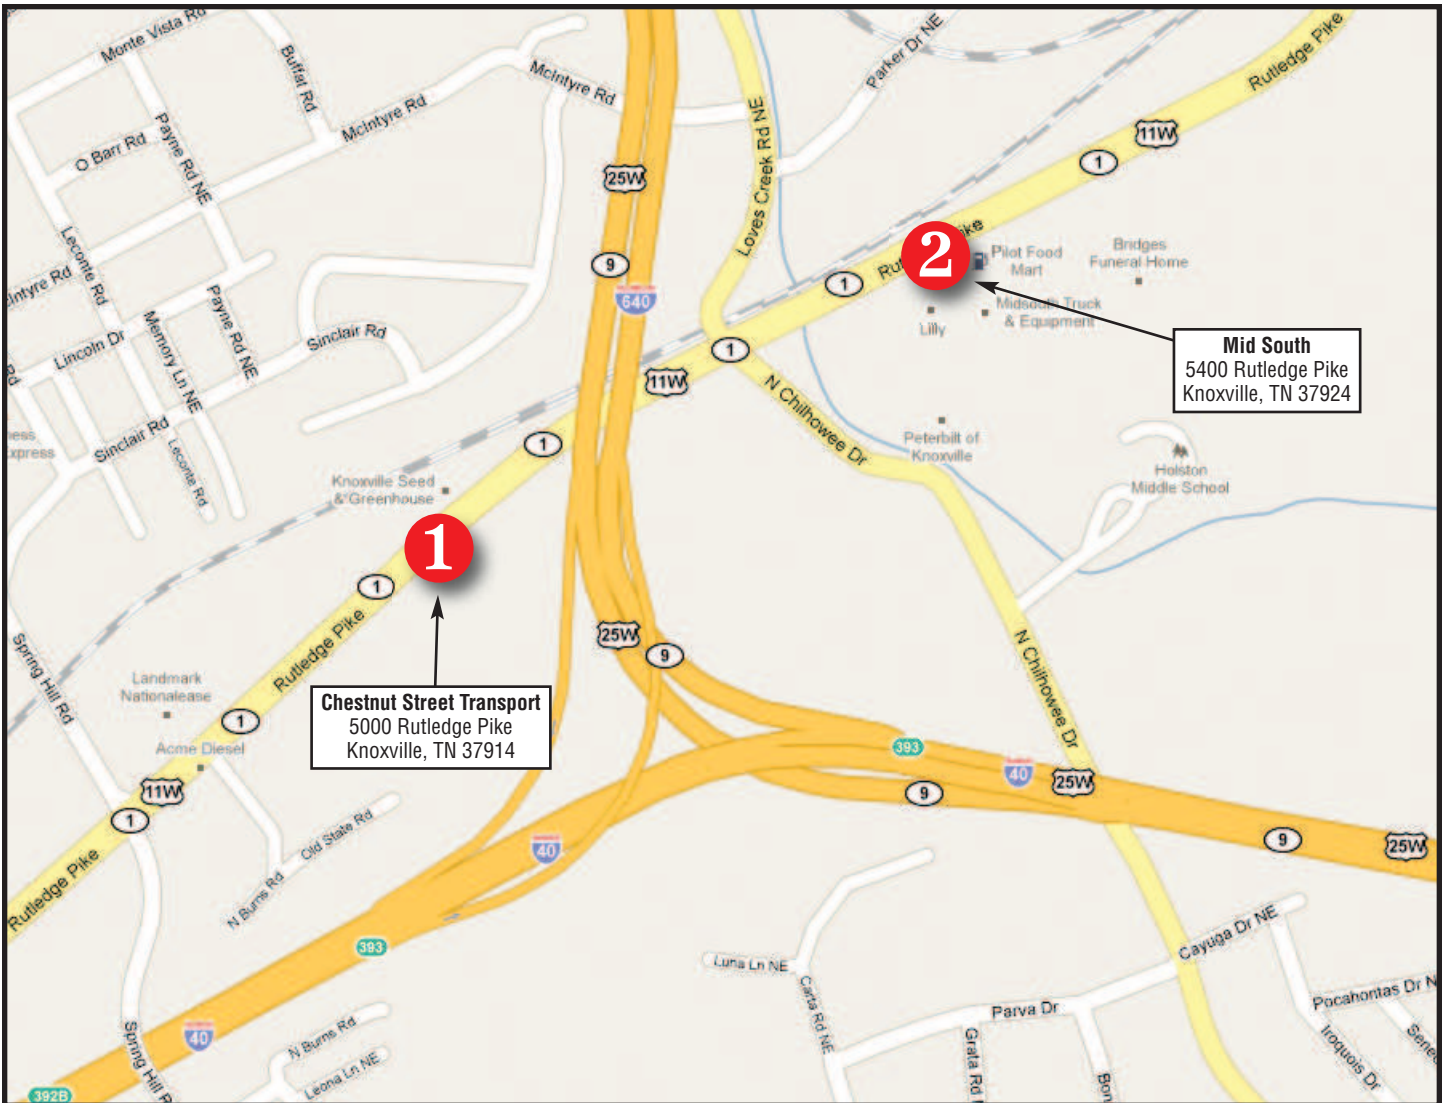 Monte Vista Rd
Buffat Rd
McIntyre Rd
McIntyre Rd
Parker Dr NE
Rutledge Pike
O Barr Rd
Payne Rd NE
25W
Loves Creek Rd NE
11W
1
Leconte Rd
9
640
2
Pilot Food
Mart
Bridges
Funeral Home
1
Lilly
Midsouth Truck
& Equipment
Mid South
5400 Rutledge Pike
Knoxville, TN 37924
Payne Rd NE
Memory Ln NE
Sinclair Rd
Lincoln Dr
1
11W
N Chilhowee Dr
Sinclair Rd
Leconte Rd
1
Knoxville Seed
& Greenhouse
Peterbilt of
Knoxville
Holston
Middle School
1
1
Rutledge Pike
25W
9
Spring Hill Rd
Landmark
Nationalease
Chestnut Street Transport
5000 Rutledge Pike
Knoxville, TN 37914
N Chilhowee Dr
1
Acme Diesel
393
40
25W
11W
1
9
9
25W
Old State Rd
40
Rutledge Pike
N Burns Rd
393
Luna Ln NE
Carta Rd NE
Cayuga Dr NE
Pocahontas Dr N
Parva Dr
Grata Rd
Iroquois Dr
40
Spring Hill R
N Burns Rd
Leona Ln NE
392B